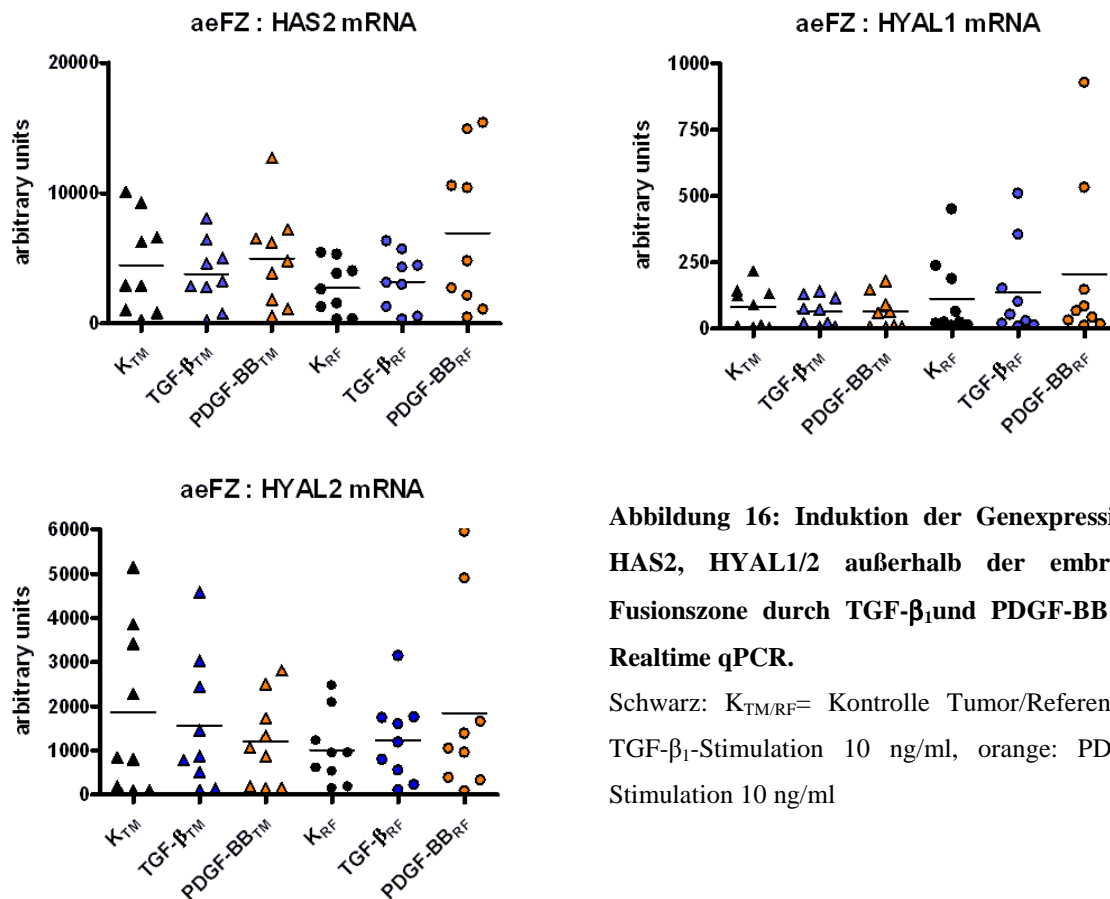 aeFZ : HAS2 mRNA
20000
10000
0
arbitrary units
K_TM
TGF-β_TM
PDGF-BB_TM
K_RF
TGF-β_RF
PDGF-BB_RF
aeFZ : HYAL1 mRNA
1000
750
500
250
0
arbitrary units
K_TM
TGF-β_TM
PDGF-BB_TM
K_RF
TGF-β_RF
PDGF-BB_RF
aeFZ : HYAL2 mRNA
6000
5000
4000
3000
2000
1000
0
arbitrary units
K_TM
TGF-β_TM
PDGF-BB_TM
K_RF
TGF-β_RF
PDGF-BB_RF
Abbildung 16: Induktion der Genexpressi
HAS2, HYAL1/2 außerhalb der embr
Fusionszone durch TGF-β₁und PDGF-BB
Realtime qPCR.
Schwarz: K_TM/RF= Kontrolle Tumor/Referen
TGF-β₁-Stimulation 10 ng/ml, orange: PD
Stimulation 10 ng/ml